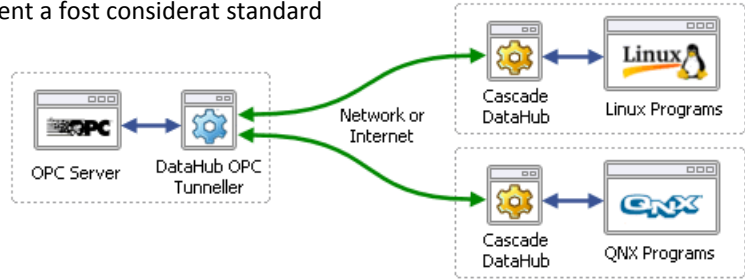 ent a fost considerat standard
OPC
OPC Server
DataHub OPC
Tunneller
Network or
Internet
Cascade
DataHub
Linux
Linux Programs
Cascade
DataHub
QNX
QNX Programs